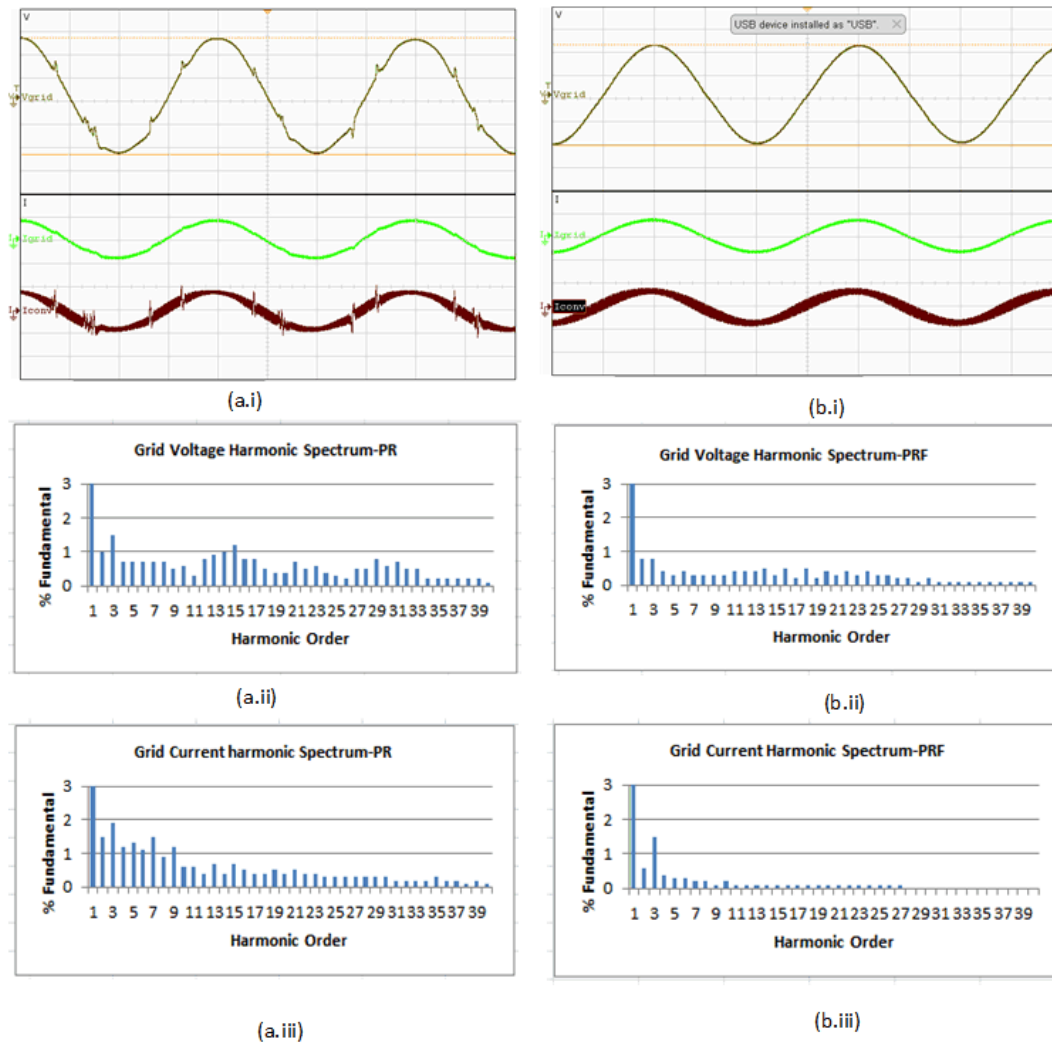 V
T
Vgrid
I
Igrid
Iconv
(a.i)
V
USB device installed as "USB".
Vgrid
I
Igrid
Iconv
(b.i)
Grid Voltage Harmonic Spectrum-PR
% Fundamental
3
2
1
0
1 3 5 7 9 11 13 15 17 19 21 23 25 27 29 31 33 35 37 39
Harmonic Order
(a.ii)
Grid Voltage Harmonic Spectrum-PRF
% Fundamental
3
2
1
0
1 3 5 7 9 11 13 15 17 19 21 23 25 27 29 31 33 35 37 39
Harmonic Order
(b.ii)
Grid Current harmonic Spectrum-PR
% Fundamental
3
2
1
0
1 3 5 7 9 11 13 15 17 19 21 23 25 27 29 31 33 35 37 39
Harmonic Order
(a.iii)
Grid Current Harmonic Spectrum-PRF
% Fundamental
3
2
1
0
1 3 5 7 9 11 13 15 17 19 21 23 25 27 29 31 33 35 37 39
Harmonic Order
(b.iii)